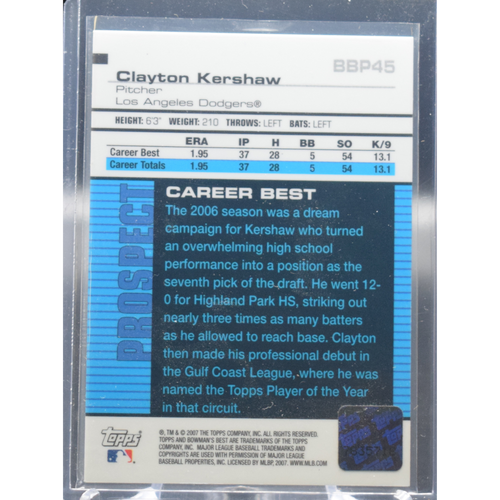 BBP45
Clayton Kershaw
Pitcher
Los Angeles Dodgers®
HEIGHT: 6'3" WEIGHT: 210 THROWS: LEFT BATS: LEFT
ERA IP H BB SO K/9
Career Best 1.95 37 28 5 54 13.1
Career Totals 1.95 37 28 5 54 13.1
PROSPECT
CAREER BEST
The 2006 season was a dream
campaign for Kershaw who turned
an overwhelming high school
performance into a position as the
seventh pick of the draft. He went 12-
0 for Highland Park HS, striking out
nearly three times as many batters
as he allowed to reach base. Clayton
then made his professional debut in
the Gulf Coast League, where he was
named the Topps Player of the Year
in that circuit.
Topps
®, TM & © 2007 THE TOPPS COMPANY, INC. ALL RIGHTS RESERVED.
TOPPS AND BOWMAN'S BEST ARE TRADEMARKS OF THE TOPPS
COMPANY, INC. MAJOR LEAGUE BASEBALL TRADEMARKS AND
COPYRIGHTS ARE USED WITH PERMISSION OF MAJOR LEAGUE
BASEBALL PROPERTIES, INC. LICENSED BY MLBP, 2007. WWW.MLB.COM